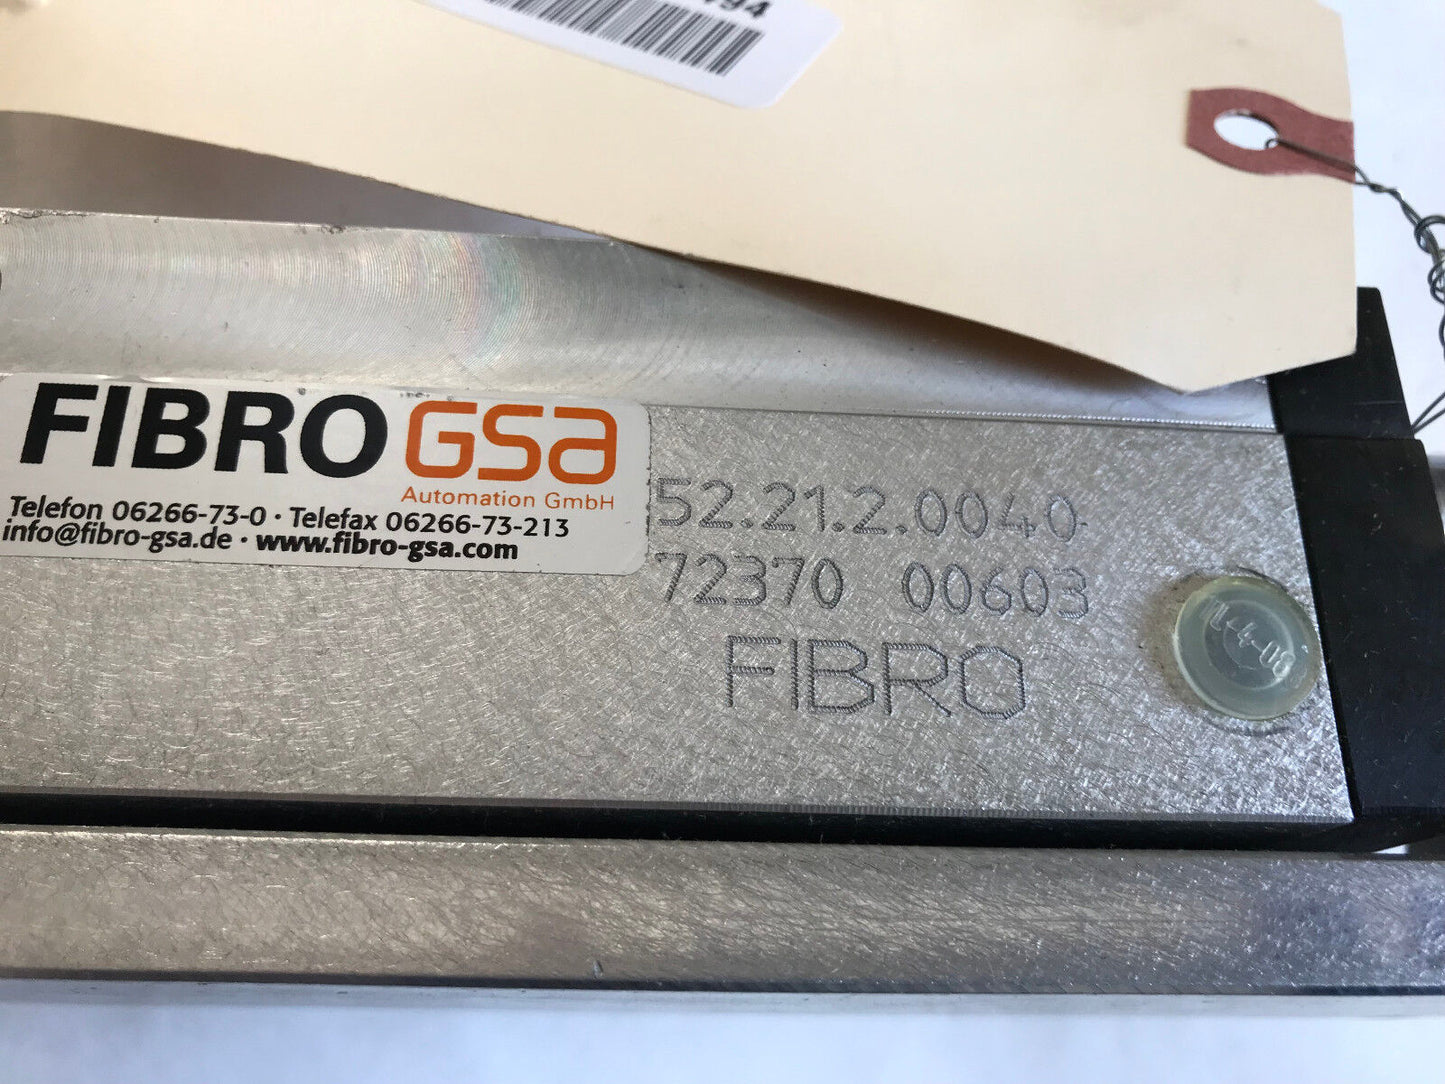 FIBRO GSa
Automation GmbH
Telefon 06266-73-0 · Telefax 06266-73-213
info@fibro-gsa.de · www.fibro-gsa.com
52.21.2.0040
72370 00603
FIBRO